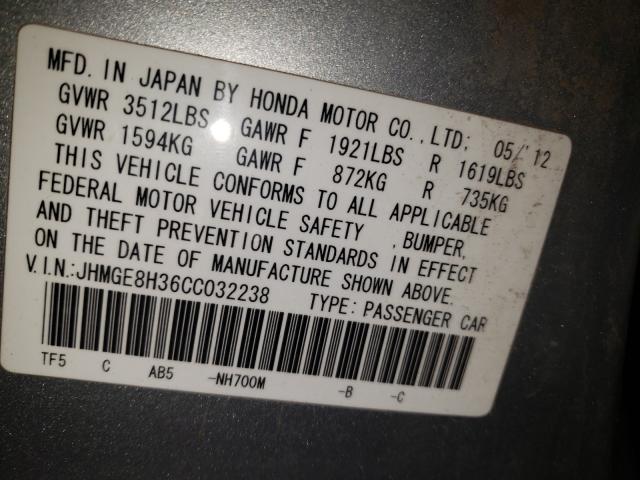 MFD. IN JAPAN BY HONDA MOTOR CO., LTD; 05/'12
GVWR 3512LBS GAWR F 1921LBS R 1619LBS
GVWR 1594KG GAWR F 872KG R 735KG
THIS VEHICLE CONFORMS TO ALL APPLICABLE
FEDERAL MOTOR VEHICLE SAFETY ,BUMPER,
AND THEFT PREVENTION STANDARDS IN EFFECT
ON THE DATE OF MANUFACTURE SHOWN ABOVE.
V.I.N.:JHMGE8H36CC032238 TYPE: PASSENGER CAR
TF5 C AB5 -NH700M -B -C